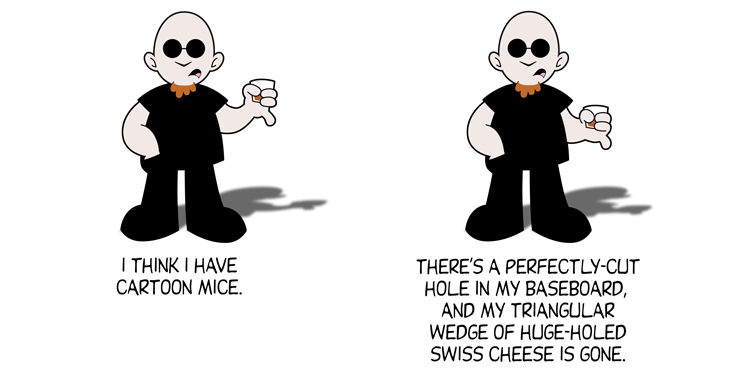 I THINK I HAVE
CARTOON MICE.
THERE'S A PERFECTLY-CUT
HOLE IN MY BASEBOARD,
AND MY TRIANGULAR
WEDGE OF HUGE-HOLED
SWISS CHEESE IS GONE.